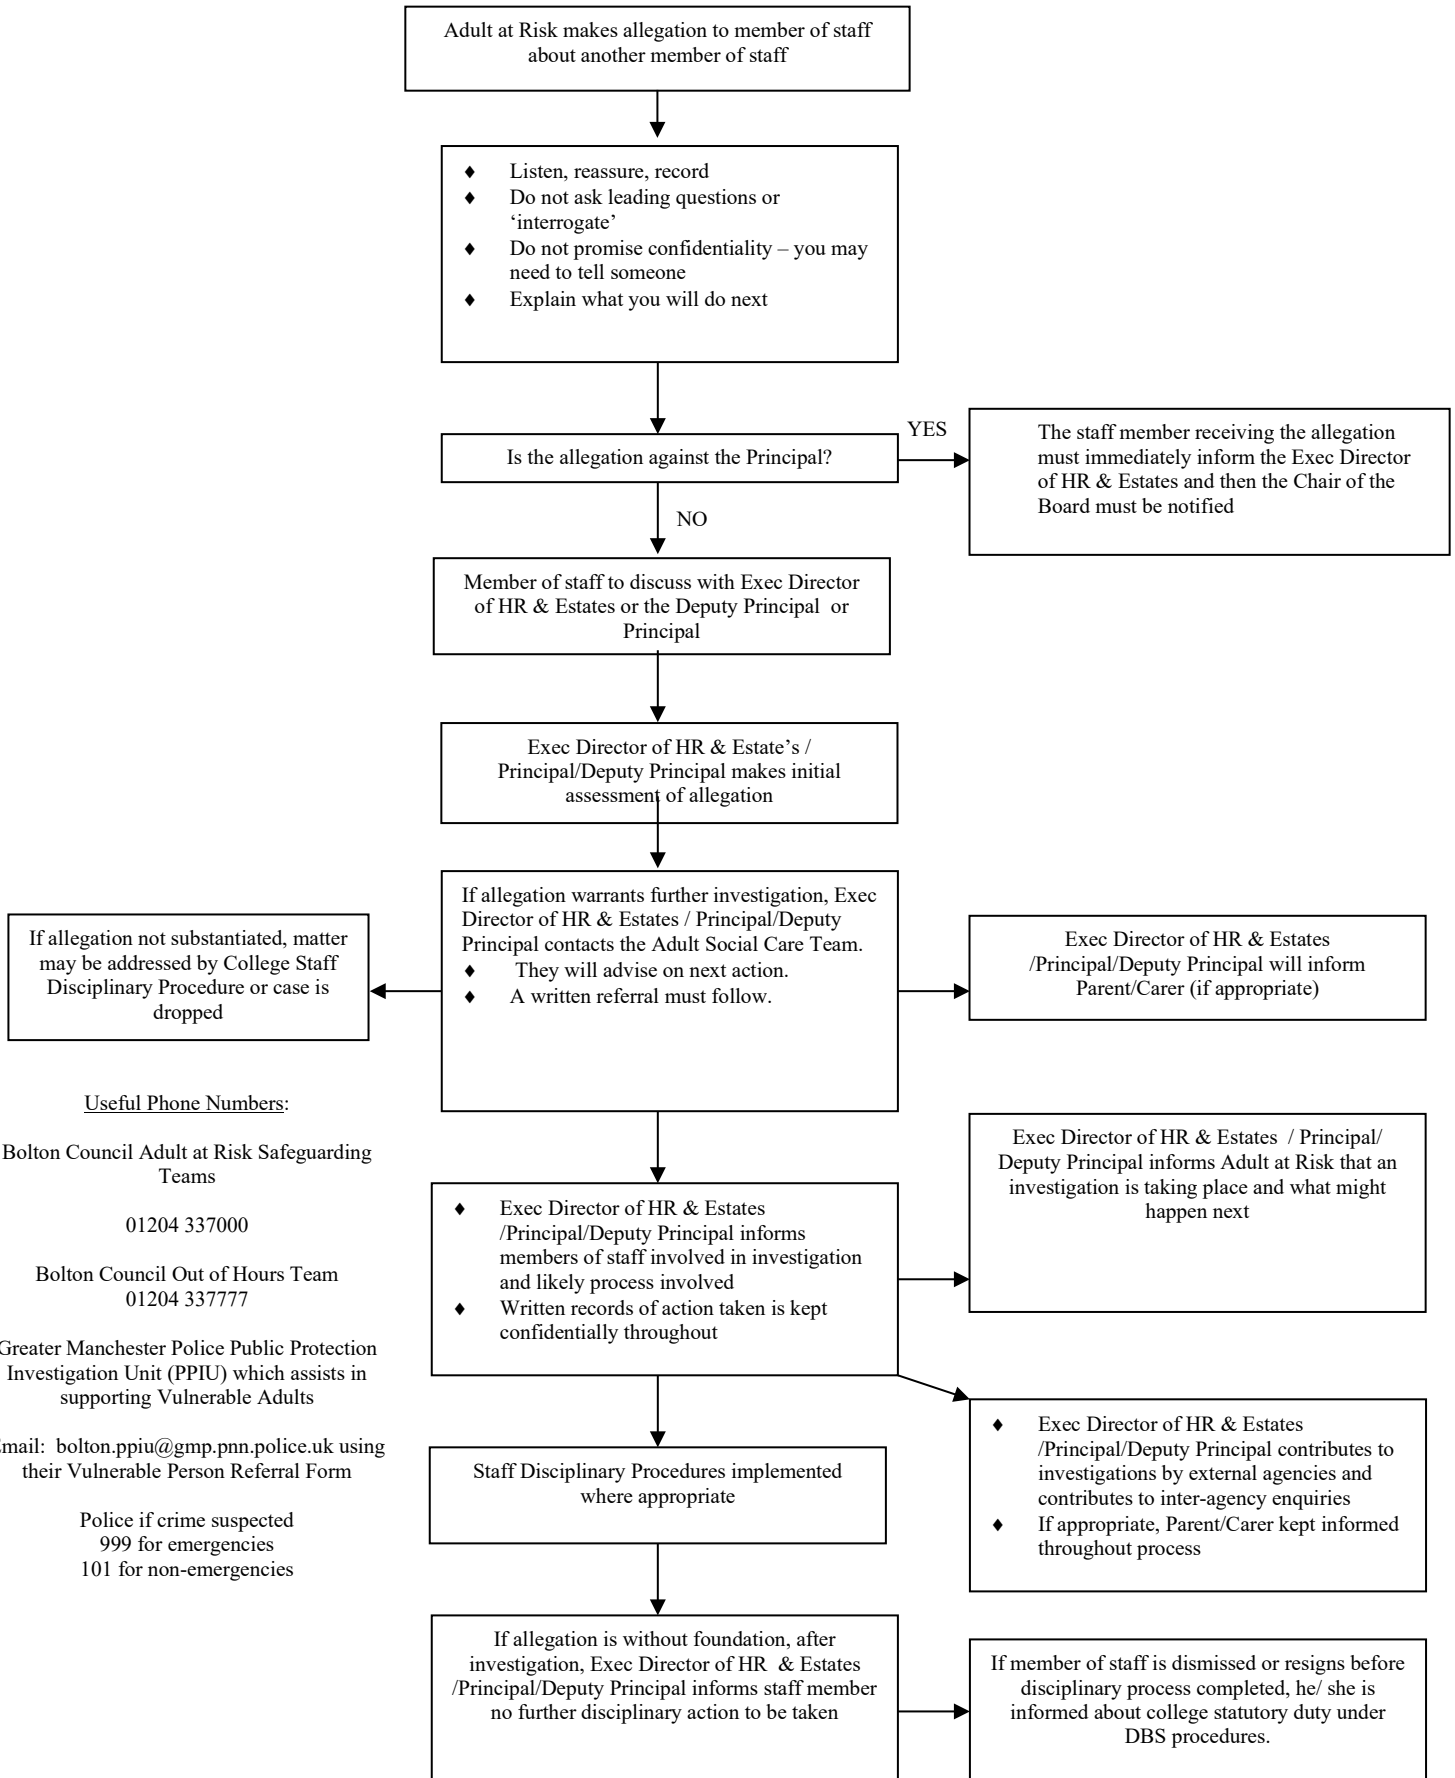 Adult at Risk makes allegation to member of staff
about another member of staff
♦ Listen, reassure, record
♦ Do not ask leading questions or
‘interrogate’
♦ Do not promise confidentiality – you may
need to tell someone
♦ Explain what you will do next
Is the allegation against the Principal?
YES
The staff member receiving the allegation
must immediately inform the Exec Director
of HR & Estates and then the Chair of the
Board must be notified
NO
Member of staff to discuss with Exec Director
of HR & Estates or the Deputy Principal or
Principal
Exec Director of HR & Estate’s /
Principal/Deputy Principal makes initial
assessment of allegation
If allegation warrants further investigation, Exec
Director of HR & Estates / Principal/Deputy
Principal contacts the Adult Social Care Team.
♦ They will advise on next action.
♦ A written referral must follow.
If allegation not substantiated, matter
may be addressed by College Staff
Disciplinary Procedure or case is
dropped
Exec Director of HR & Estates
/Principal/Deputy Principal will inform
Parent/Carer (if appropriate)
Useful Phone Numbers:
Bolton Council Adult at Risk Safeguarding
Teams
01204 337000
Bolton Council Out of Hours Team
01204 337777
Greater Manchester Police Public Protection
Investigation Unit (PPIU) which assists in
supporting Vulnerable Adults
Email: bolton.ppiu@gmp.pnn.police.uk using
their Vulnerable Person Referral Form
Police if crime suspected
999 for emergencies
101 for non-emergencies
♦ Exec Director of HR & Estates
/Principal/Deputy Principal informs
members of staff involved in investigation
and likely process involved
♦ Written records of action taken is kept
confidentially throughout
Exec Director of HR & Estates / Principal/
Deputy Principal informs Adult at Risk that an
investigation is taking place and what might
happen next
♦ Exec Director of HR & Estates
/Principal/Deputy Principal contributes to
investigations by external agencies and
contributes to inter-agency enquiries
♦ If appropriate, Parent/Carer kept informed
throughout process
Staff Disciplinary Procedures implemented
where appropriate
If allegation is without foundation, after
investigation, Exec Director of HR & Estates
/Principal/Deputy Principal informs staff member
no further disciplinary action to be taken
If member of staff is dismissed or resigns before
disciplinary process completed, he/ she is
informed about college statutory duty under
DBS procedures.